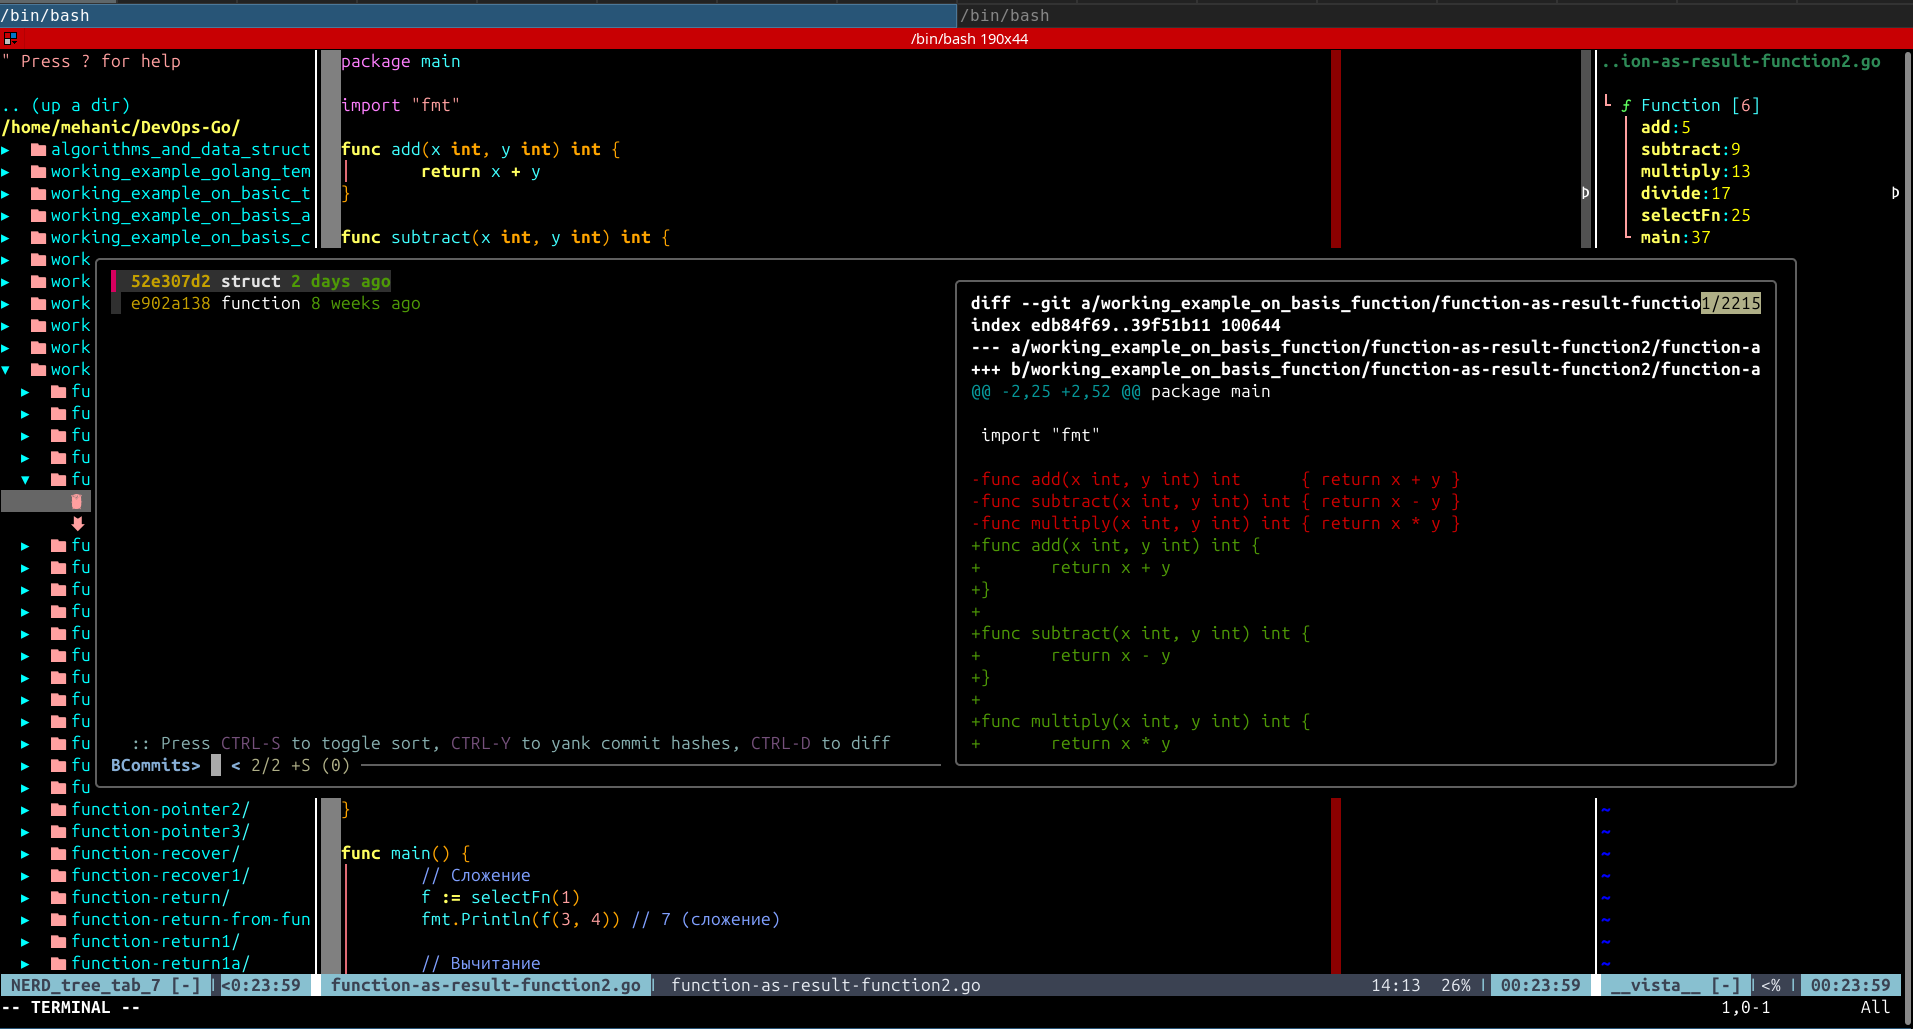 /bin/bash
/bin/bash
/bin/bash 190x44
" Press ? for help
.. (up a dir)
/home/mehanic/DevOps-Go/
▸ algorithms_and_data_struct
▸ working_example_golang_tem
▸ working_example_on_basic_t
▸ working_example_on_basis_a
▸ working_example_on_basis_c
▸ work
▸ work
▸ work
▸ work
▸ work
▾ work
▸ fu
▸ fu
▸ fu
▸ fu
▾ fu
▸ fu
▸ fu
▸ fu
▸ fu
▸ fu
▸ fu
▸ fu
▸ fu
▸ fu
▸ fu
▸ fu
▸ fu
▸ function-pointer2/
▸ function-pointer3/
▸ function-recover/
▸ function-recover1/
▸ function-return/
▸ function-return-from-fun
▸ function-return1/
▸ function-return1a/
package main
import "fmt"
func add(x int, y int) int {
return x + y
}
func subtract(x int, y int) int {
52e307d2 struct 2 days ago
e902a138 function 8 weeks ago
:: Press CTRL-S to toggle sort, CTRL-Y to yank commit hashes, CTRL-D to diff
BCommits> < 2/2 +S (0)
diff --git a/working_example_on_basis_function/function-as-result-functio1/2215
index edb84f69..39f51b11 100644
--- a/working_example_on_basis_function/function-as-result-function2/function-a
+++ b/working_example_on_basis_function/function-as-result-function2/function-a
@@ -2,25 +2,52 @@ package main
import "fmt"
-func add(x int, y int) int      { return x + y }
-func subtract(x int, y int) int { return x - y }
-func multiply(x int, y int) int { return x * y }
+func add(x int, y int) int {
+       return x + y
+}
+
+func subtract(x int, y int) int {
+       return x - y
+}
+
+func multiply(x int, y int) int {
+       return x * y
}
func main() {
// Сложение
f := selectFn(1)
fmt.Println(f(3, 4)) // 7 (сложение)
// Вычитание
..ion-as-result-function2.go
ƒ Function [6]
add:5
subtract:9
multiply:13
divide:17
selectFn:25
main:37
~
~
~
~
~
~
~
~
NERD_tree_tab_7 [-] <0:23:59 function-as-result-function2.go function-as-result-function2.go 14:13 26% 00:23:59 __vista__ [-] <% 00:23:59
-- TERMINAL -- 1,0-1 All